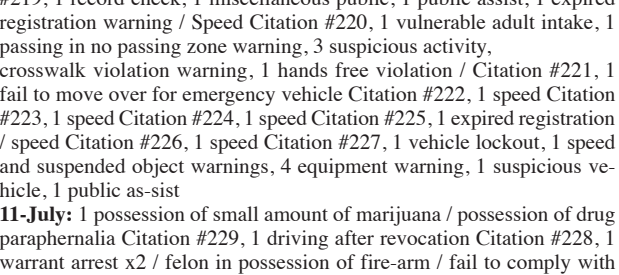 #219, 1 record check, 1 miscellaneous public, 1 public assist, 1 expired
registration warning / Speed Citation #220, 1 vulnerable adult intake, 1
passing in no passing zone warning, 3 suspicious activity,
crosswalk violation warning, 1 hands free violation / Citation #221, 1
fail to move over for emergency vehicle Citation #222, 1 speed Citation
#223, 1 speed Citation #224, 1 speed Citation #225, 1 expired registration
/ speed Citation #226, 1 speed Citation #227, 1 vehicle lockout, 1 speed
and suspended object warnings, 4 equipment warning, 1 suspicious ve-
hicle, 1 public as-sist
11-July: 1 possession of small amount of marijuana / possession of drug
paraphernalia Citation #229, 1 driving after revocation Citation #228, 1
warrant arrest x2 / felon in possession of fire-arm / fail to comply with